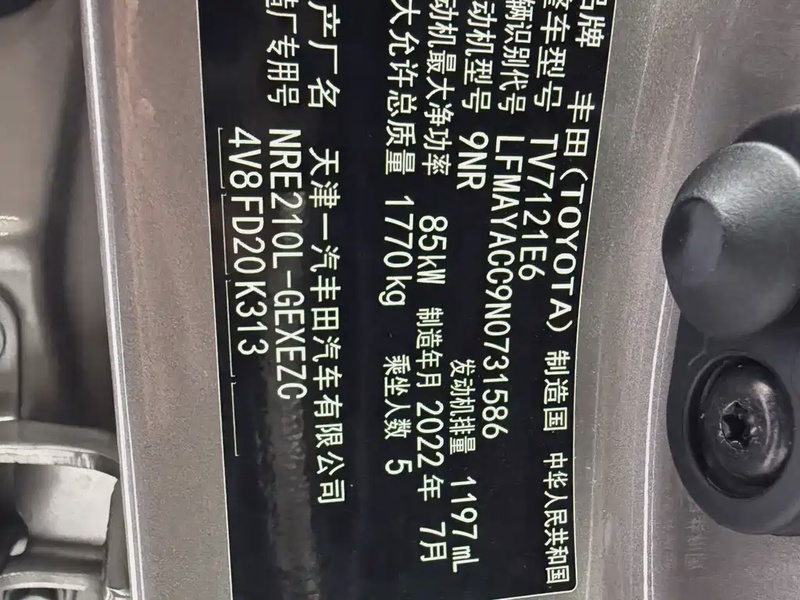 品牌 丰田(TOYOTA) 制造国 中华人民共和国
整车型号 TV7121E6
车辆识别代号 LFMAYACC9N0731586
发动机型号 9NR 发动机排量 1197mL
发动机最大净功率 85kW 制造年月 2022年 7月
最大允许总质量 1770kg 乘坐人数 5
生产厂名 天津一汽丰田汽车有限公司
厂专用号 NRE210L-GEXEZC
4V8FD20K313